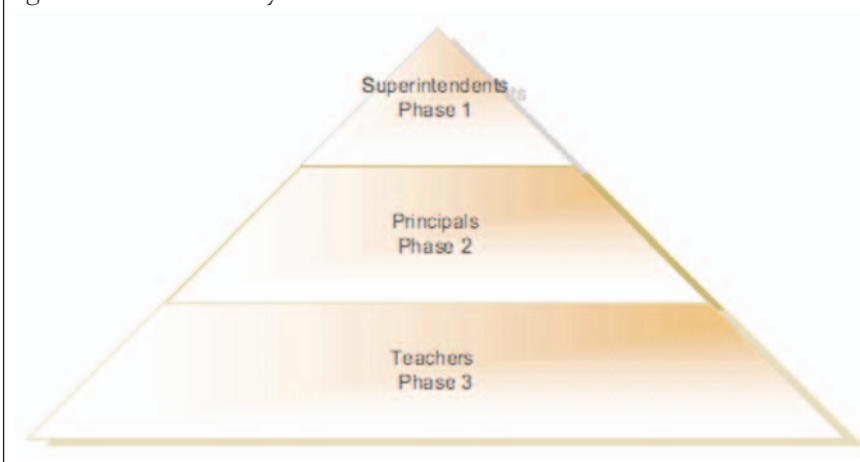 Superintendents
Phase 1
Principals
Phase 2
Teachers
Phase 3